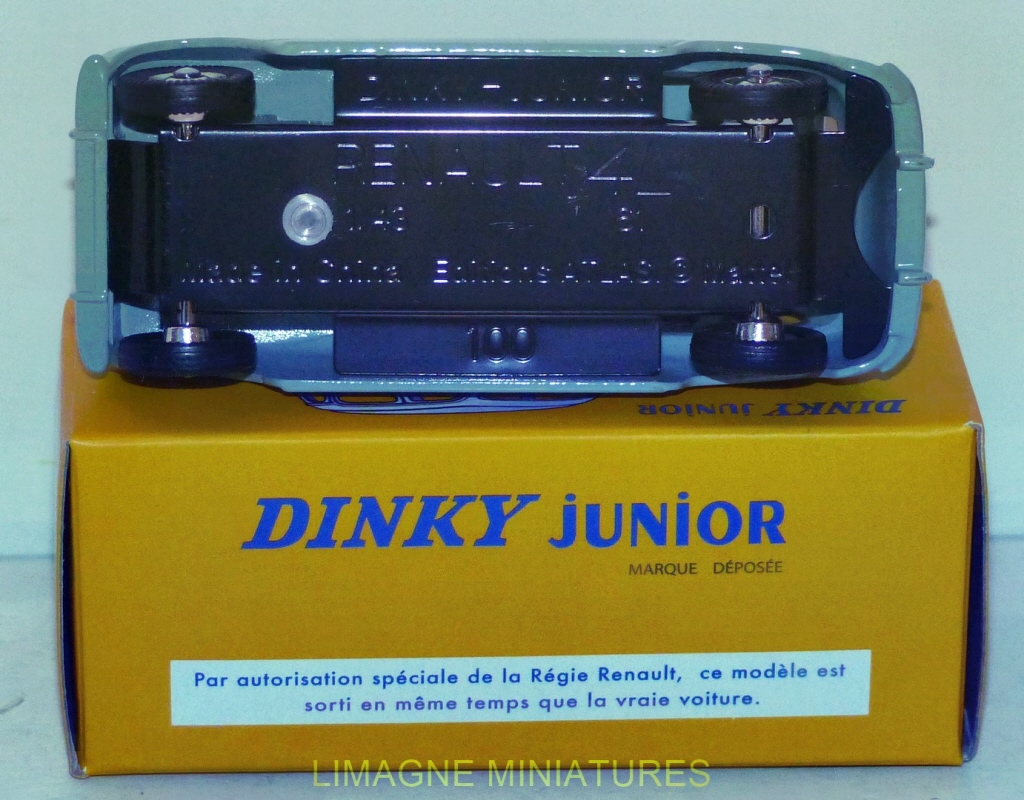 DINKY - JUNIOR
RENAULT 4L
1/43 61
Made in China Editions ATLAS ® Mattel
100
DINKY JUNIOR
DINKY JUNIOR
MARQUE DÉPOSÉE
Par autorisation spéciale de la Régie Renault, ce modèle est
sorti en même temps que la vraie voiture.
LIMAGNE MINIATURES